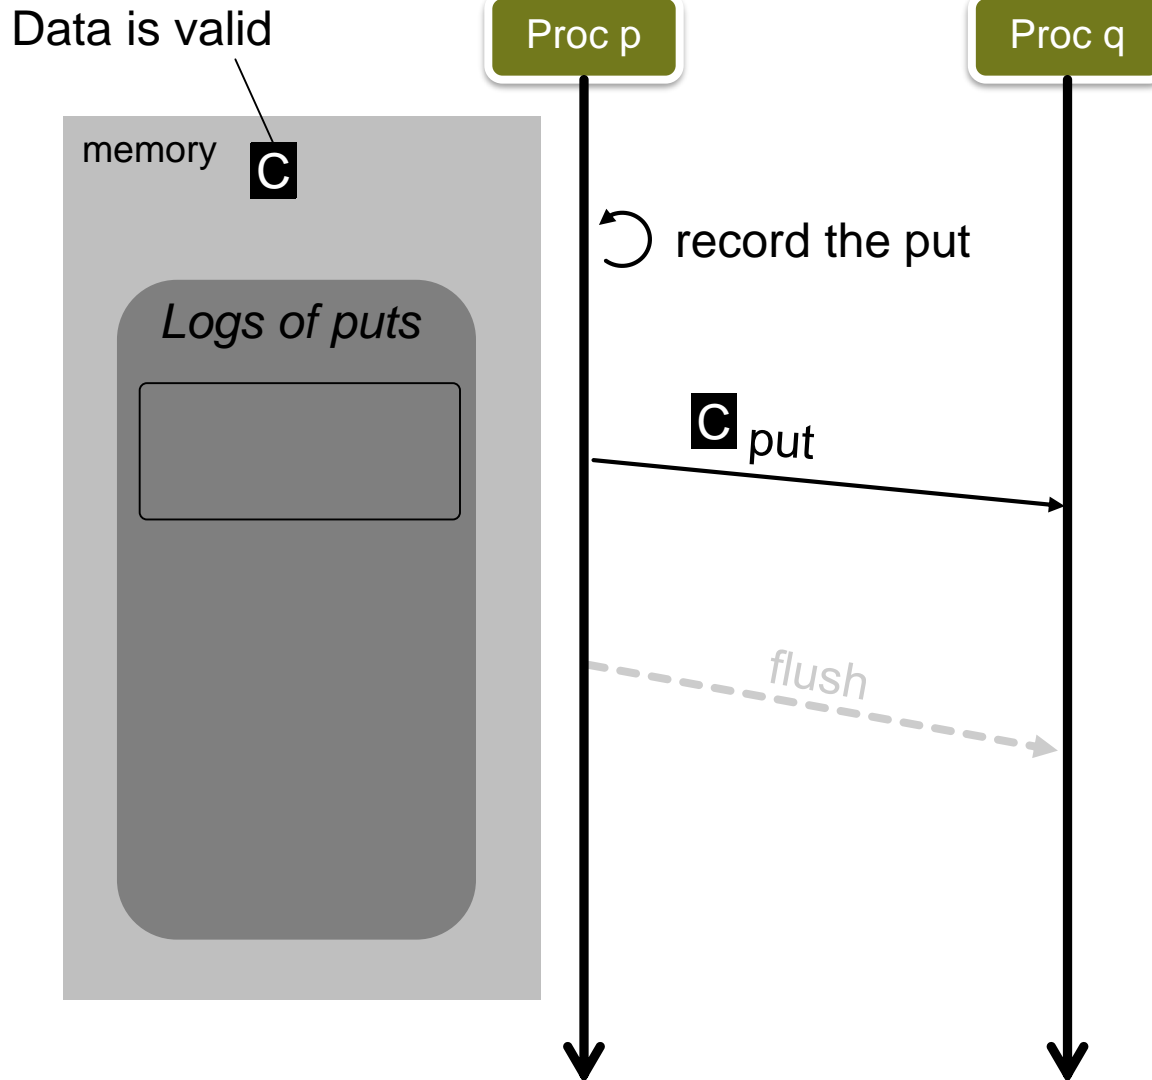 Data is valid
Proc p
Proc q
memory
C
record the put
Logs of puts
C
put
flush